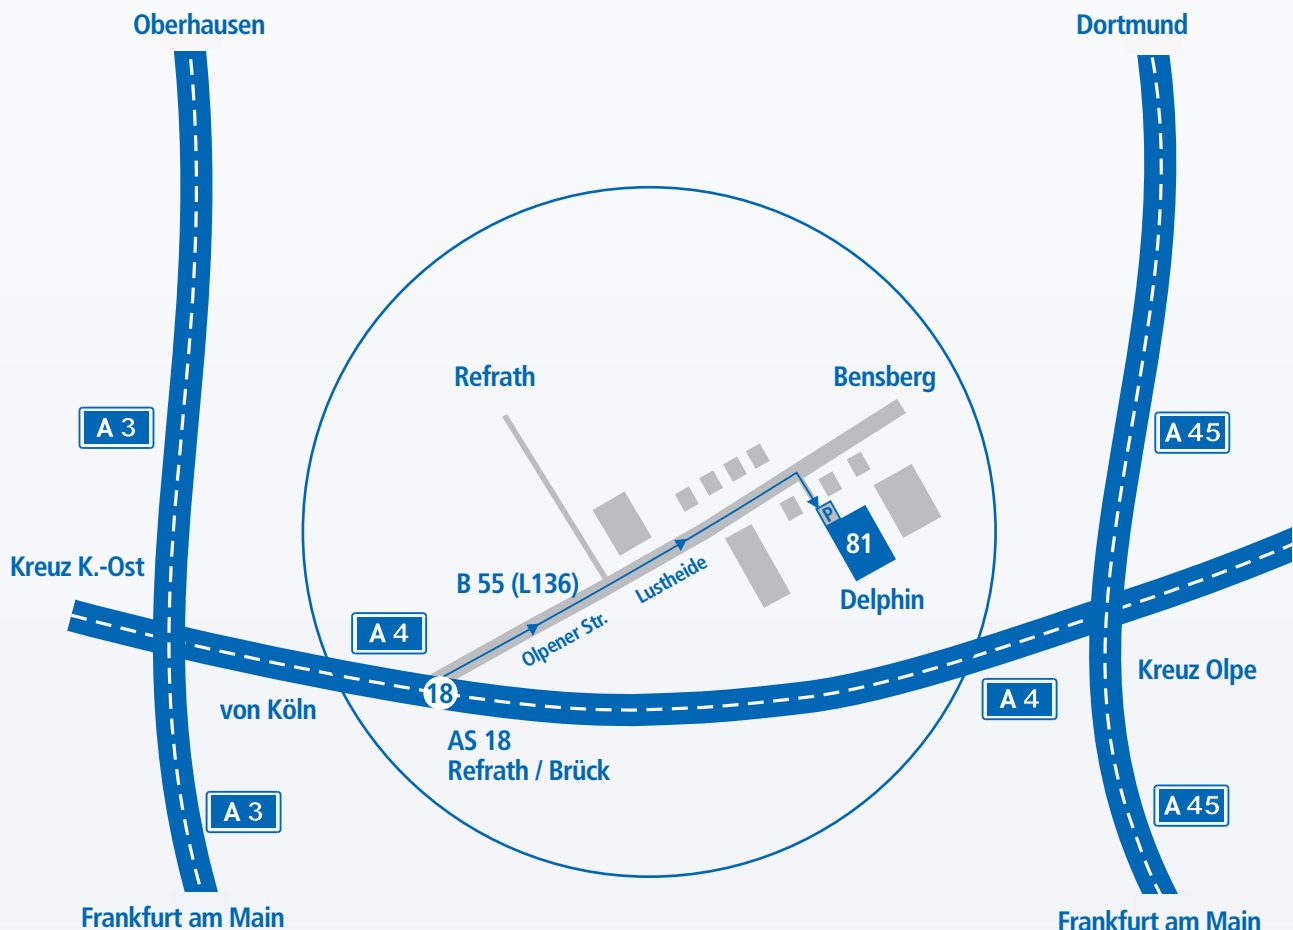 Oberhausen
Dortmund
Refrath
Bensberg
A 3
A 45
P
81
Kreuz K.-Ost
B 55 (L136)
Lustheide
Delphin
A 4
Olpener Str.
Kreuz Olpe
18
A 4
von Köln
AS 18
Refrath / Brück
A 3
A 45
Frankfurt am Main
Frankfurt am Main